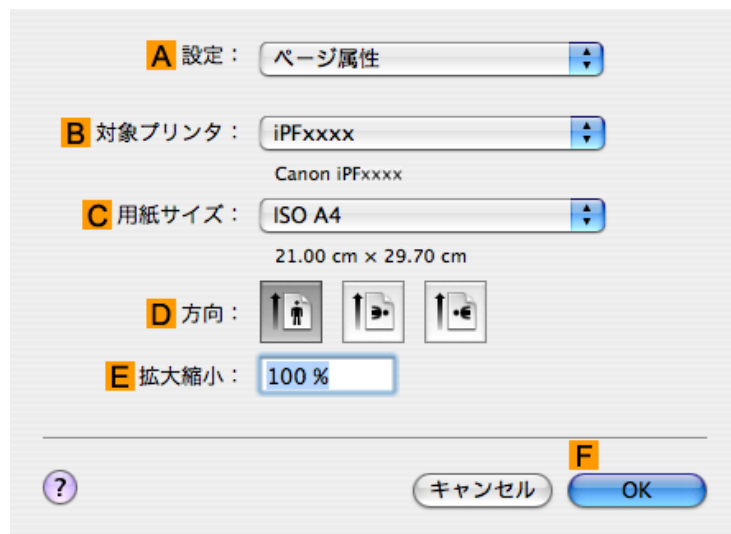 A 設定： ページ属性
B 対象プリンタ： iPFxxxx
Canon iPFxxxx
C 用紙サイズ： ISO A4
21.00 cm × 29.70 cm
D 方向：
E 拡大縮小： 100 %
F
? キャンセル OK